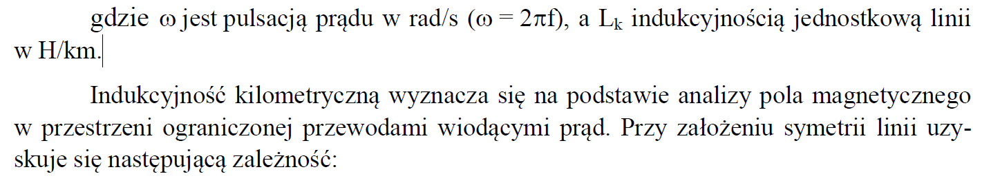 gdzie ω jest pulsacją prądu w rad/s (ω = 2πf), a Lk indukcyjnością jednostkową linii
w H/km.
Indukcyjność kilometryczną wyznacza się na podstawie analizy pola magnetycznego
w przestrzeni ograniczonej przewodami wiodącymi prąd. Przy założeniu symetrii linii uzy-
skuje się następującą zależność: